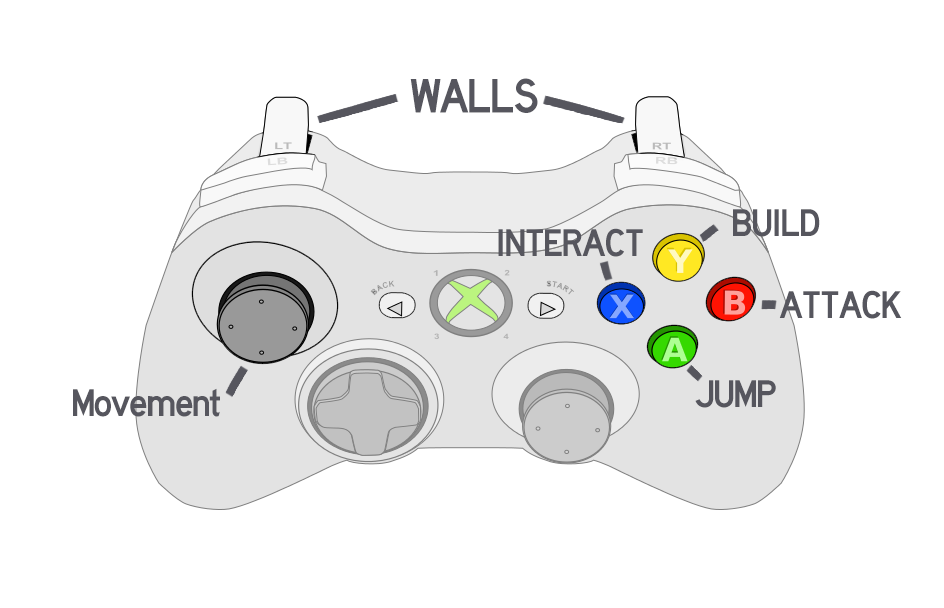 WALLS
LT
RT
LB
RB
BUILD
INTERACT
Y
1
2
BACK
START
X
B
ATTACK
3
4
A
JUMP
Movement